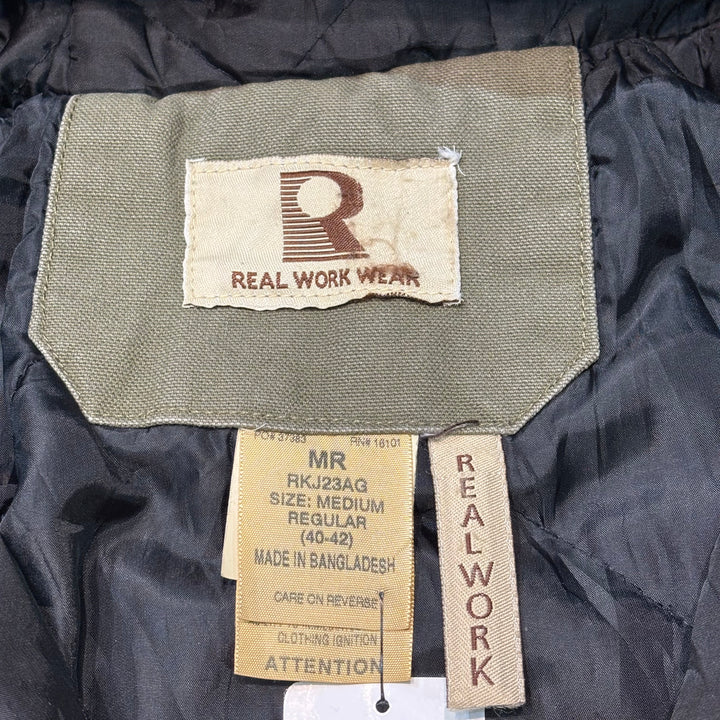 R
REAL WORK WEAR
PO# 37383 RN# 16101
MR
RKJ23AG
SIZE: MEDIUM
REGULAR
(40-42)
MADE IN BANGLADESH
CARE ON REVERSE
CLOTHING IGNITION
ATTENTION
REALWORK